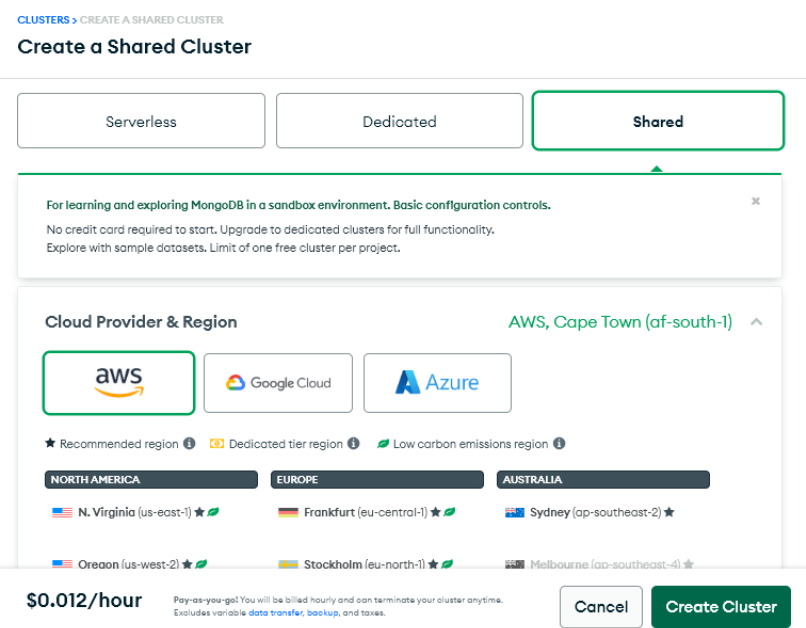 CLUSTERS > CREATE A SHARED CLUSTER
Create a Shared Cluster
Serverless
Dedicated
Shared
For learning and exploring MongoDB in a sandbox environment. Basic configuration controls.
No credit card required to start. Upgrade to dedicated clusters for full functionality.
Explore with sample datasets. Limit of one free cluster per project.
Cloud Provider & Region
AWS, Cape Town (af-south-1)
aws
Google Cloud
Azure
Recommended region
Dedicated tier region
Low carbon emissions region
NORTH AMERICA
EUROPE
AUSTRALIA
N. Virginia (us-east-1)
Frankfurt (eu-central-1)
Sydney (ap-southeast-2)
Oregon (us-west-2)
Stockholm (eu-north-1)
Melbourne (ap-southeast-4)
$0.012/hour
Pay-as-you-go! You will be billed hourly and can terminate your cluster anytime.
Excludes variable data transfer, backup, and taxes.
Cancel
Create Cluster